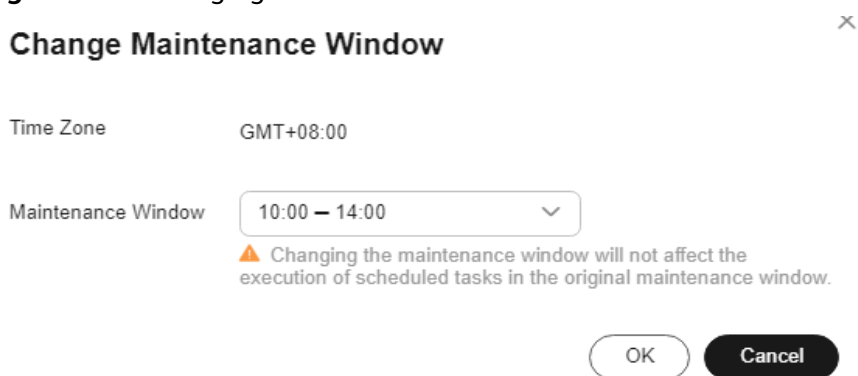 Change Maintenance Window
Time Zone
GMT+08:00
Maintenance Window
10:00 — 14:00
Changing the maintenance window will not affect the
execution of scheduled tasks in the original maintenance window.
OK
Cancel